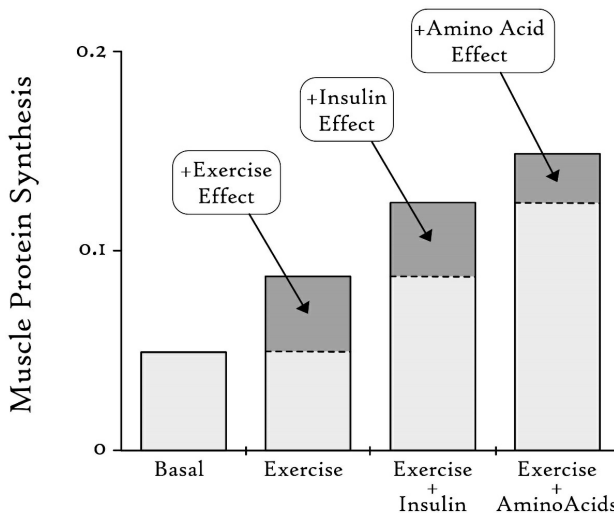 Muscle Protein Synthesis
0.2
0.1
0
+Exercise
Effect
+Insulin
Effect
+Amino Acid
Effect
Basal
Exercise
Exercise
+
Insulin
Exercise
+
AminoAcids